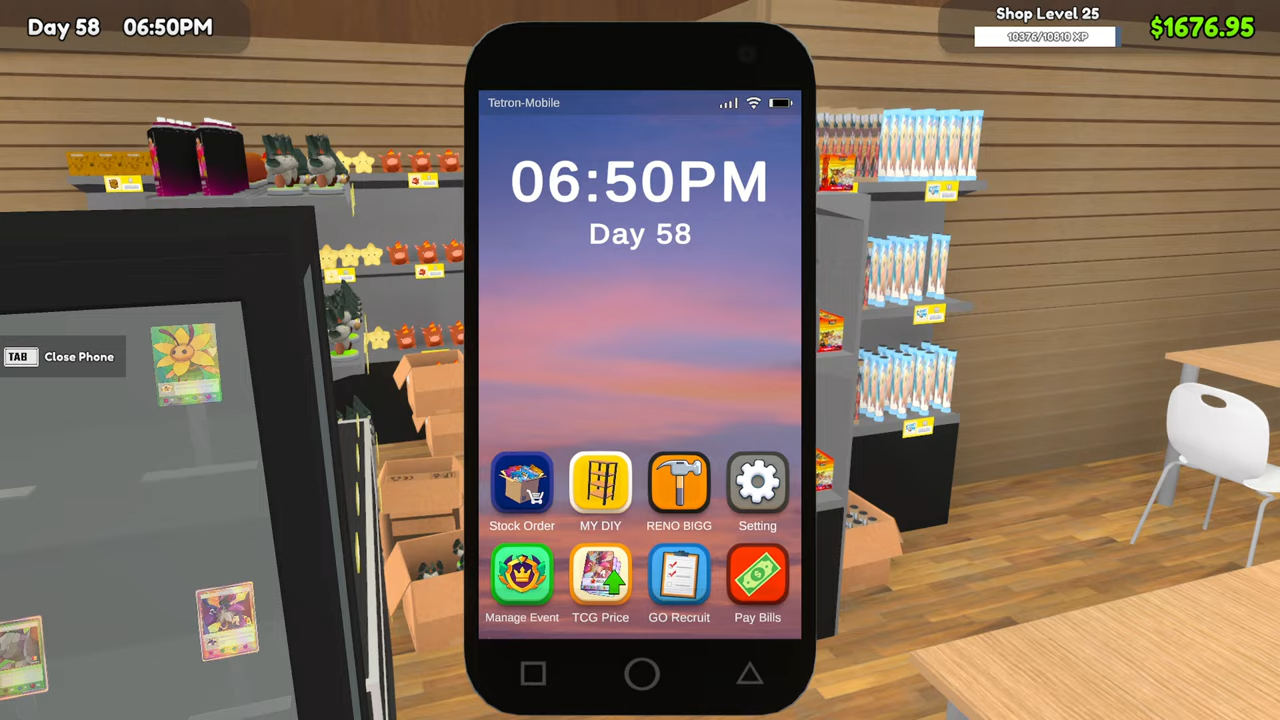 Day 58 06:50PM
Shop Level 25
10376/10810 XP
$1676.95
Tetron-Mobile
06:50PM
Day 58
TAB Close Phone
Stock Order
MY DIY
RENO BIGG
Setting
Manage Event
TCG Price
GO Recruit
Pay Bills